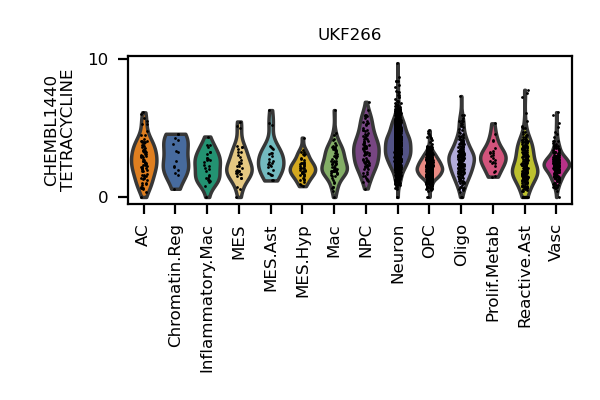 UKF266
CHEMBL1440
TETRACYCLINE
10
0
AC
Chromatin.Reg
Inflammatory.Mac
MES
MES.Ast
MES.Hyp
Mac
NPC
Neuron
OPC
Oligo
Prolif.Metab
Reactive.Ast
Vasc